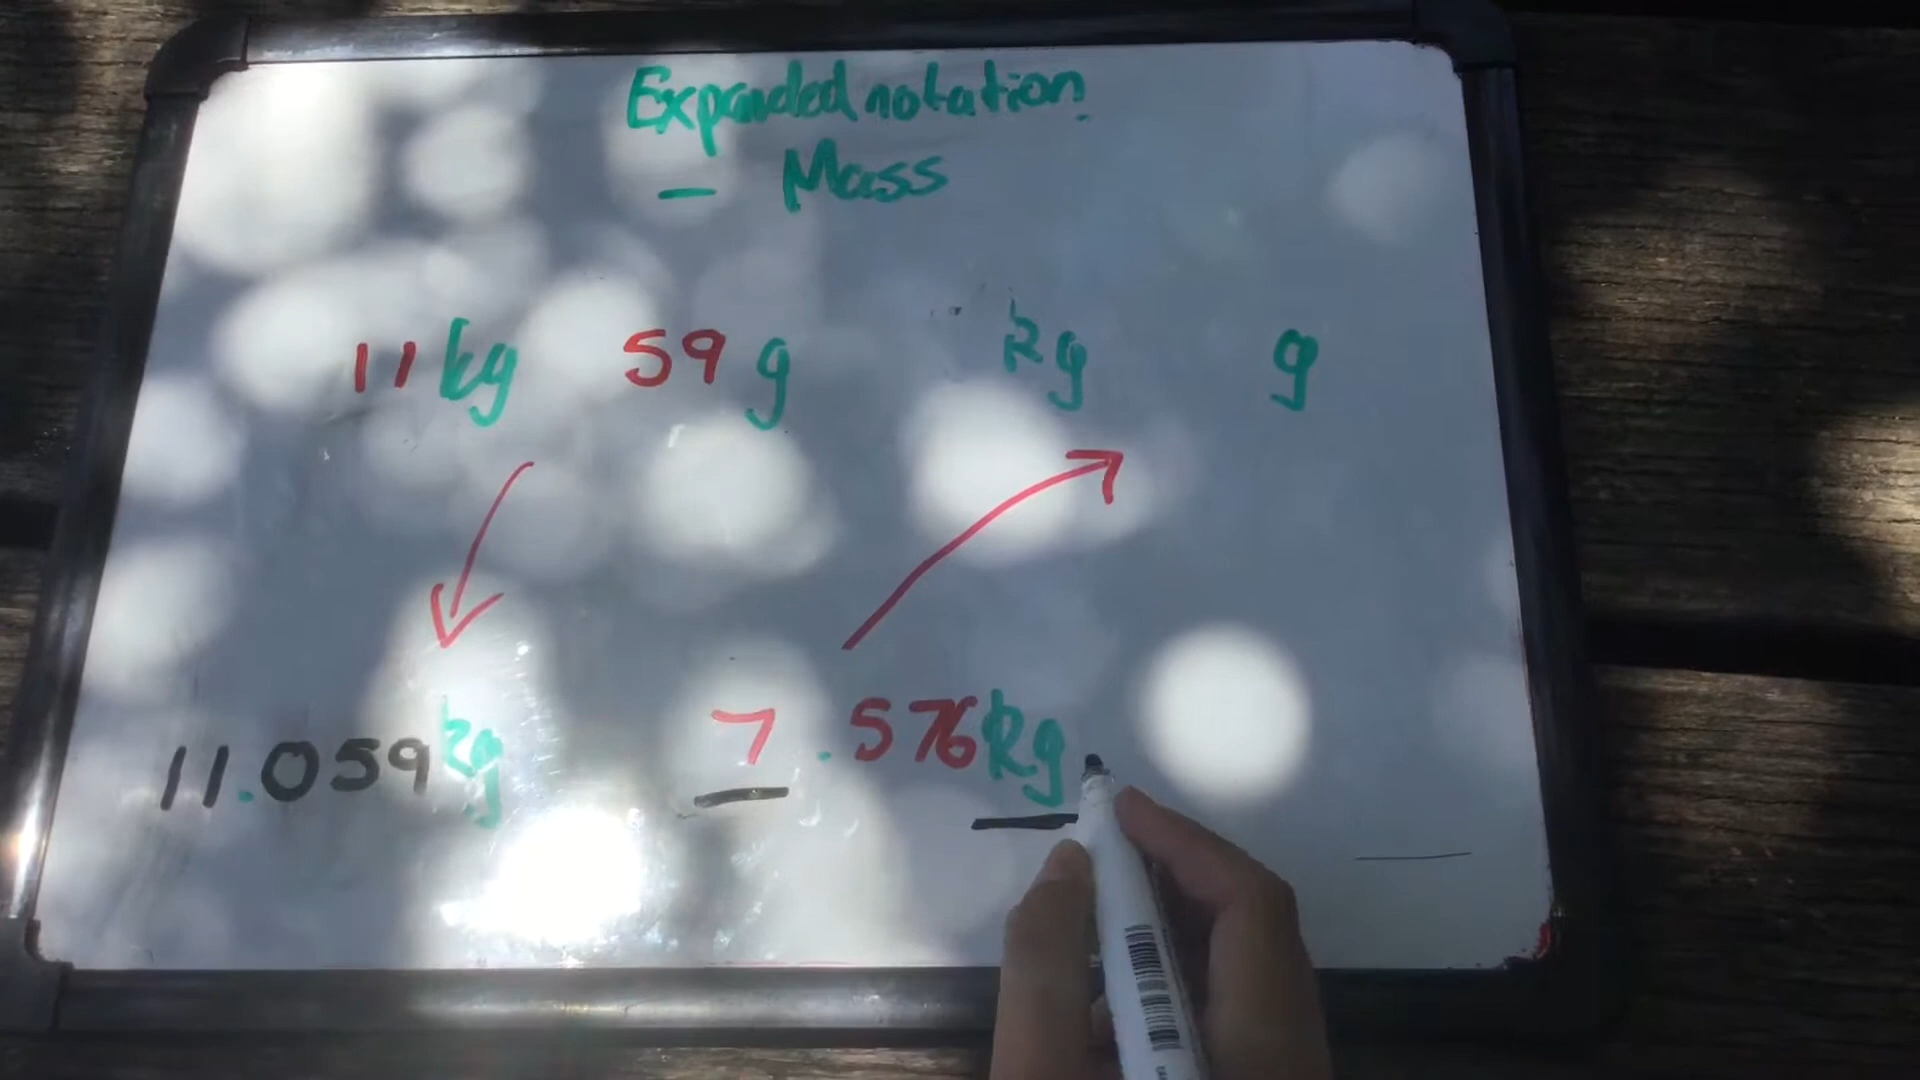 Expanded notation.
- Mass
11 kg 59 g kg g
11.059 kg 7.576 kg